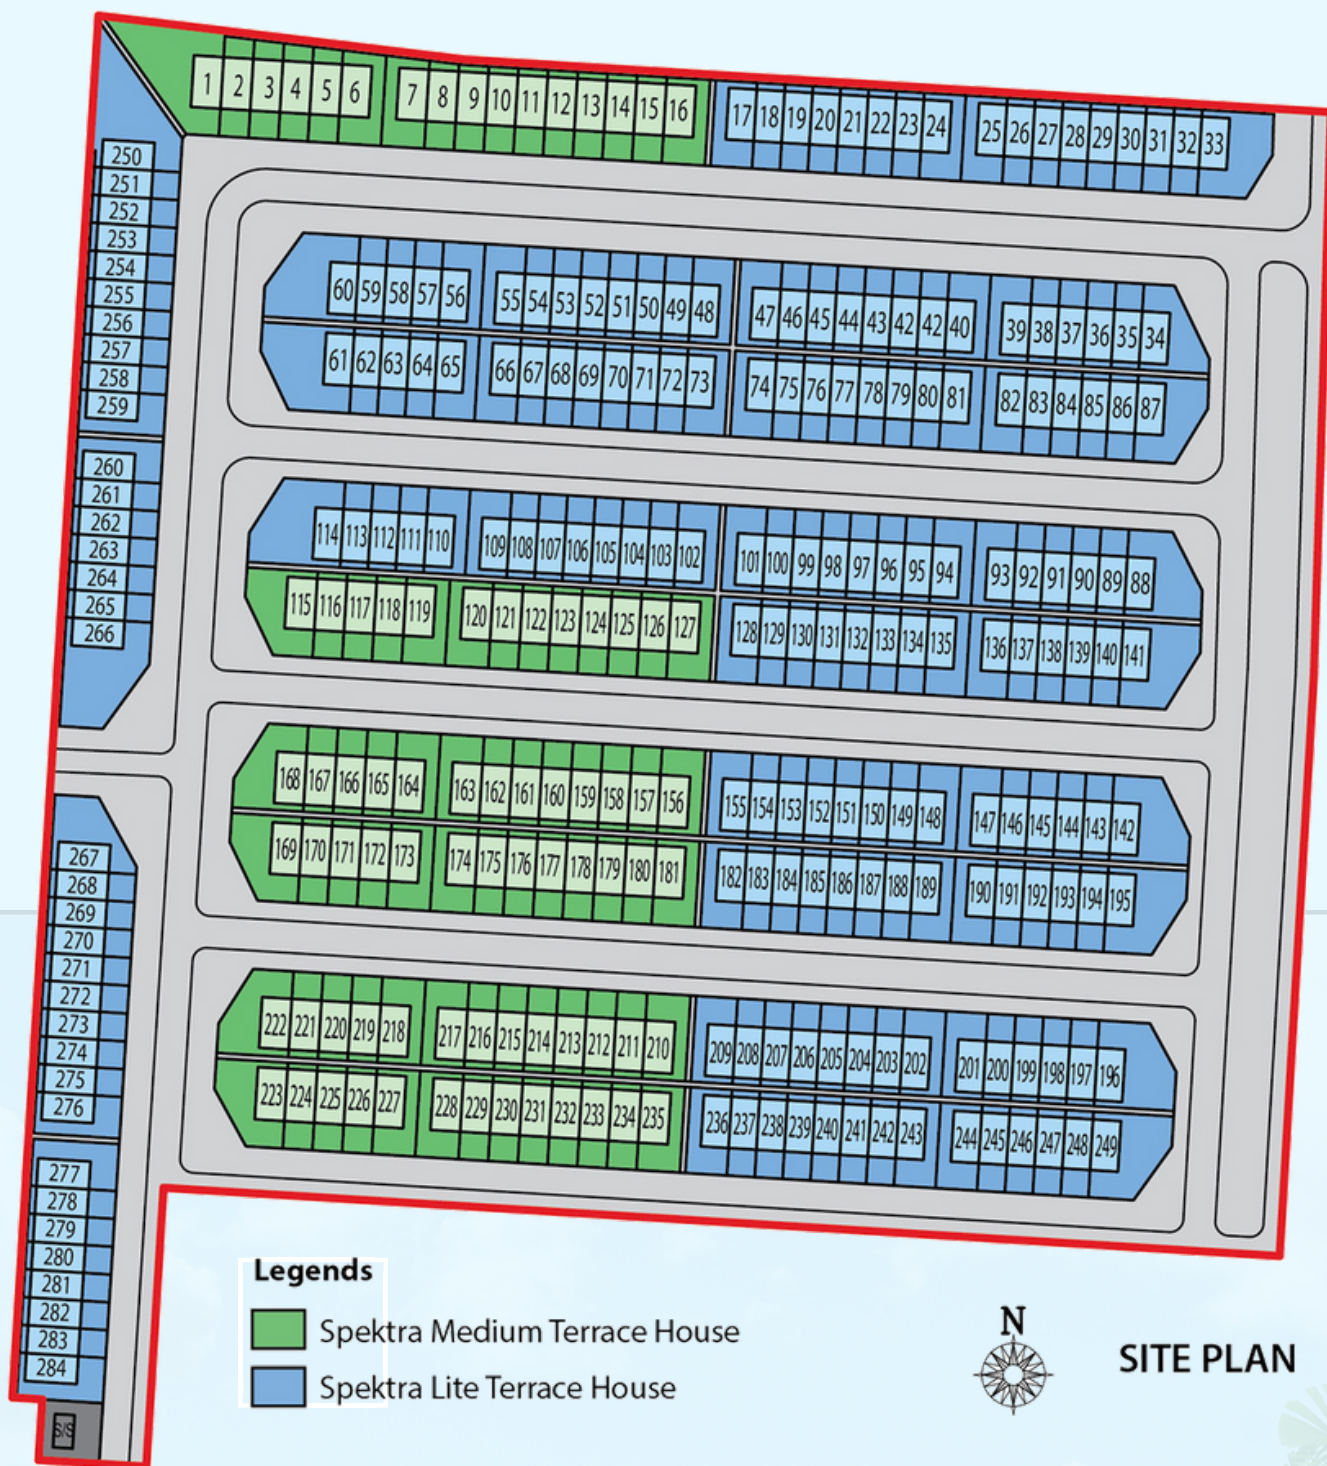 1 2 3 4 5 6 7 8 9 10 11 12 13 14 15 16 17 18 19 20 21 22 23 24 25 26 27 28 29 30 31 32 33
250
251
252
253
254
255
256
257
258
259
260
261
262
263
264
265
266
267
268
269
270
271
272
273
274
275
276
277
278
279
280
281
282
283
284
S/S
60 59 58 57 56 55 54 53 52 51 50 49 48 47 46 45 44 43 42 42 40 39 38 37 36 35 34
61 62 63 64 65 66 67 68 69 70 71 72 73 74 75 76 77 78 79 80 81 82 83 84 85 86 87
114 113 112 111 110 109 108 107 106 105 104 103 102 101 100 99 98 97 96 95 94 93 92 91 90 89 88
115 116 117 118 119 120 121 122 123 124 125 126 127 128 129 130 131 132 133 134 135 136 137 138 139 140 141
168 167 166 165 164 163 162 161 160 159 158 157 156 155 154 153 152 151 150 149 148 147 146 145 144 143 142
169 170 171 172 173 174 175 176 177 178 179 180 181 182 183 184 185 186 187 188 189 190 191 192 193 194 195
222 221 220 219 218 217 216 215 214 213 212 211 210 209 208 207 206 205 204 203 202 201 200 199 198 197 196
223 224 225 226 227 228 229 230 231 232 233 234 235 236 237 238 239 240 241 242 243 244 245 246 247 248 249
Legends
Spektra Medium Terrace House
Spektra Lite Terrace House
N
SITE PLAN